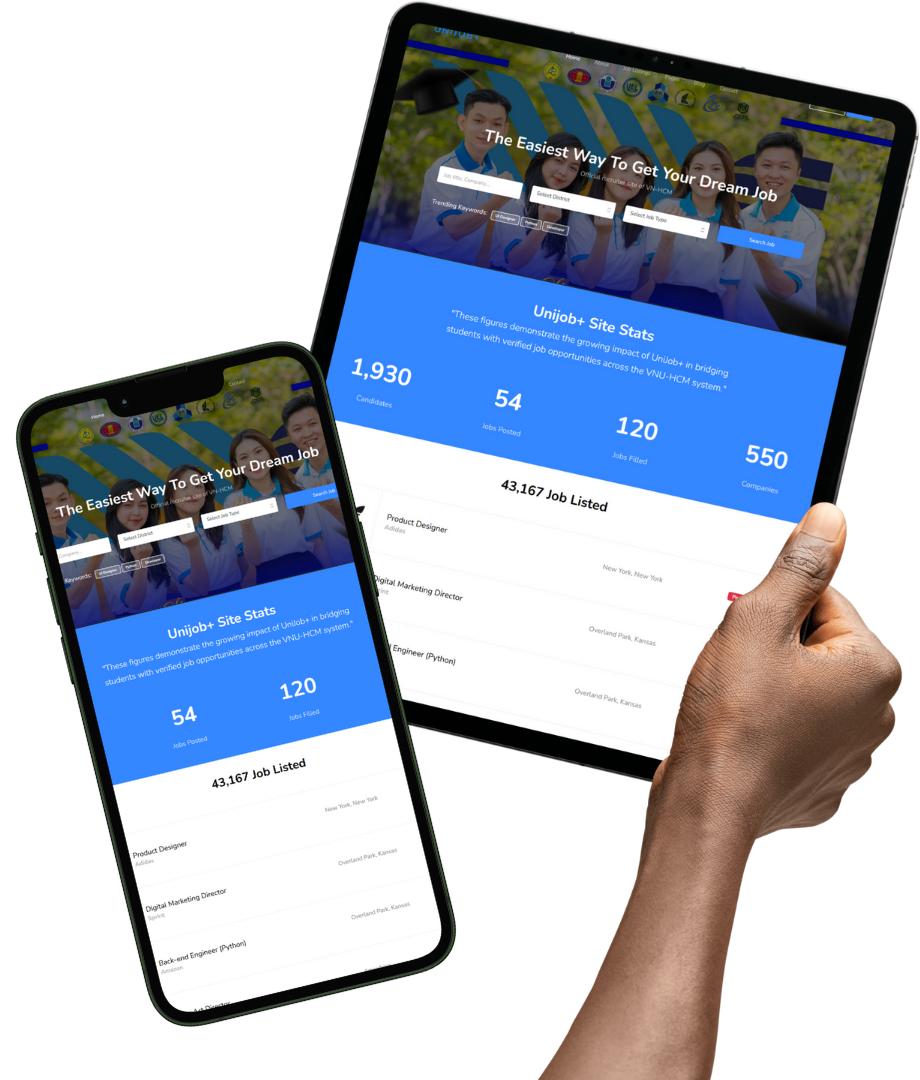 UNIJOB+
Home About Job Listings Pages Blog Contact
The Easiest Way To Get Your Dream Job
Official recruiter site of VN-HCM
Job title, Company...
Select District
Select Job Type
Search Job
Trending Keywords:
UI Designer
Python
Developer
Unijob+ Site Stats
"These figures demonstrate the growing impact of UniJob+ in bridging
students with verified job opportunities across the VNU-HCM system."
1,930
Candidates
54
Jobs Posted
120
Jobs Filled
550
Companies
43,167 Job Listed
Product Designer
Adidas
New York, New York
Digital Marketing Director
print
Overland Park, Kansas
Engineer (Python)
Overland Park, Kansas
Home
Contact
The Easiest Way To Get Your Dream Job
Official recruiter site of VN-HCM
Company...
Select District
Select Job Type
Search Job
Keywords:
UI Designer
Python
Developer
Unijob+ Site Stats
"These figures demonstrate the growing impact of UniJob+ in bridging
students with verified job opportunities across the VNU-HCM system."
54
Jobs Posted
120
Jobs Filled
43,167 Job Listed
New York, New York
Product Designer
Adidas
Overland Park, Kansas
Digital Marketing Director
Sprint
Overland Park, Kansas
Back-end Engineer (Python)
Amazon
Art Director